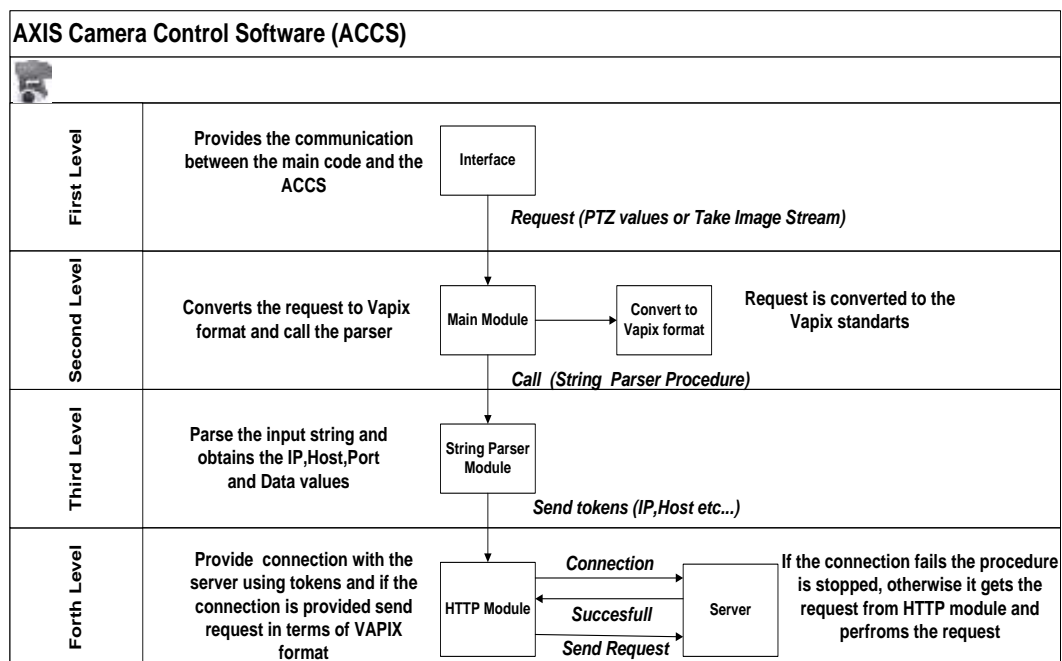 AXIS Camera Control Software (ACCS)
First Level
Provides the communication
between the main code and the
ACCS
Interface
Request (PTZ values or Take Image Stream)
Second Level
Converts the request to Vapix
format and call the parser
Main Module
Convert to
Vapix format
Request is converted to the
Vapix standarts
Call (String Parser Procedure)
Third Level
Parse the input string and
obtains the IP,Host,Port
and Data values
String Parser
Module
Send tokens (IP,Host etc...)
Forth Level
Provide connection with the
server using tokens and if the
connection is provided send
request in terms of VAPIX
format
HTTP Module
Connection
Succesfull
Send Request
Server
If the connection fails the procedure
is stopped, otherwise it gets the
request from HTTP module and
perfroms the request